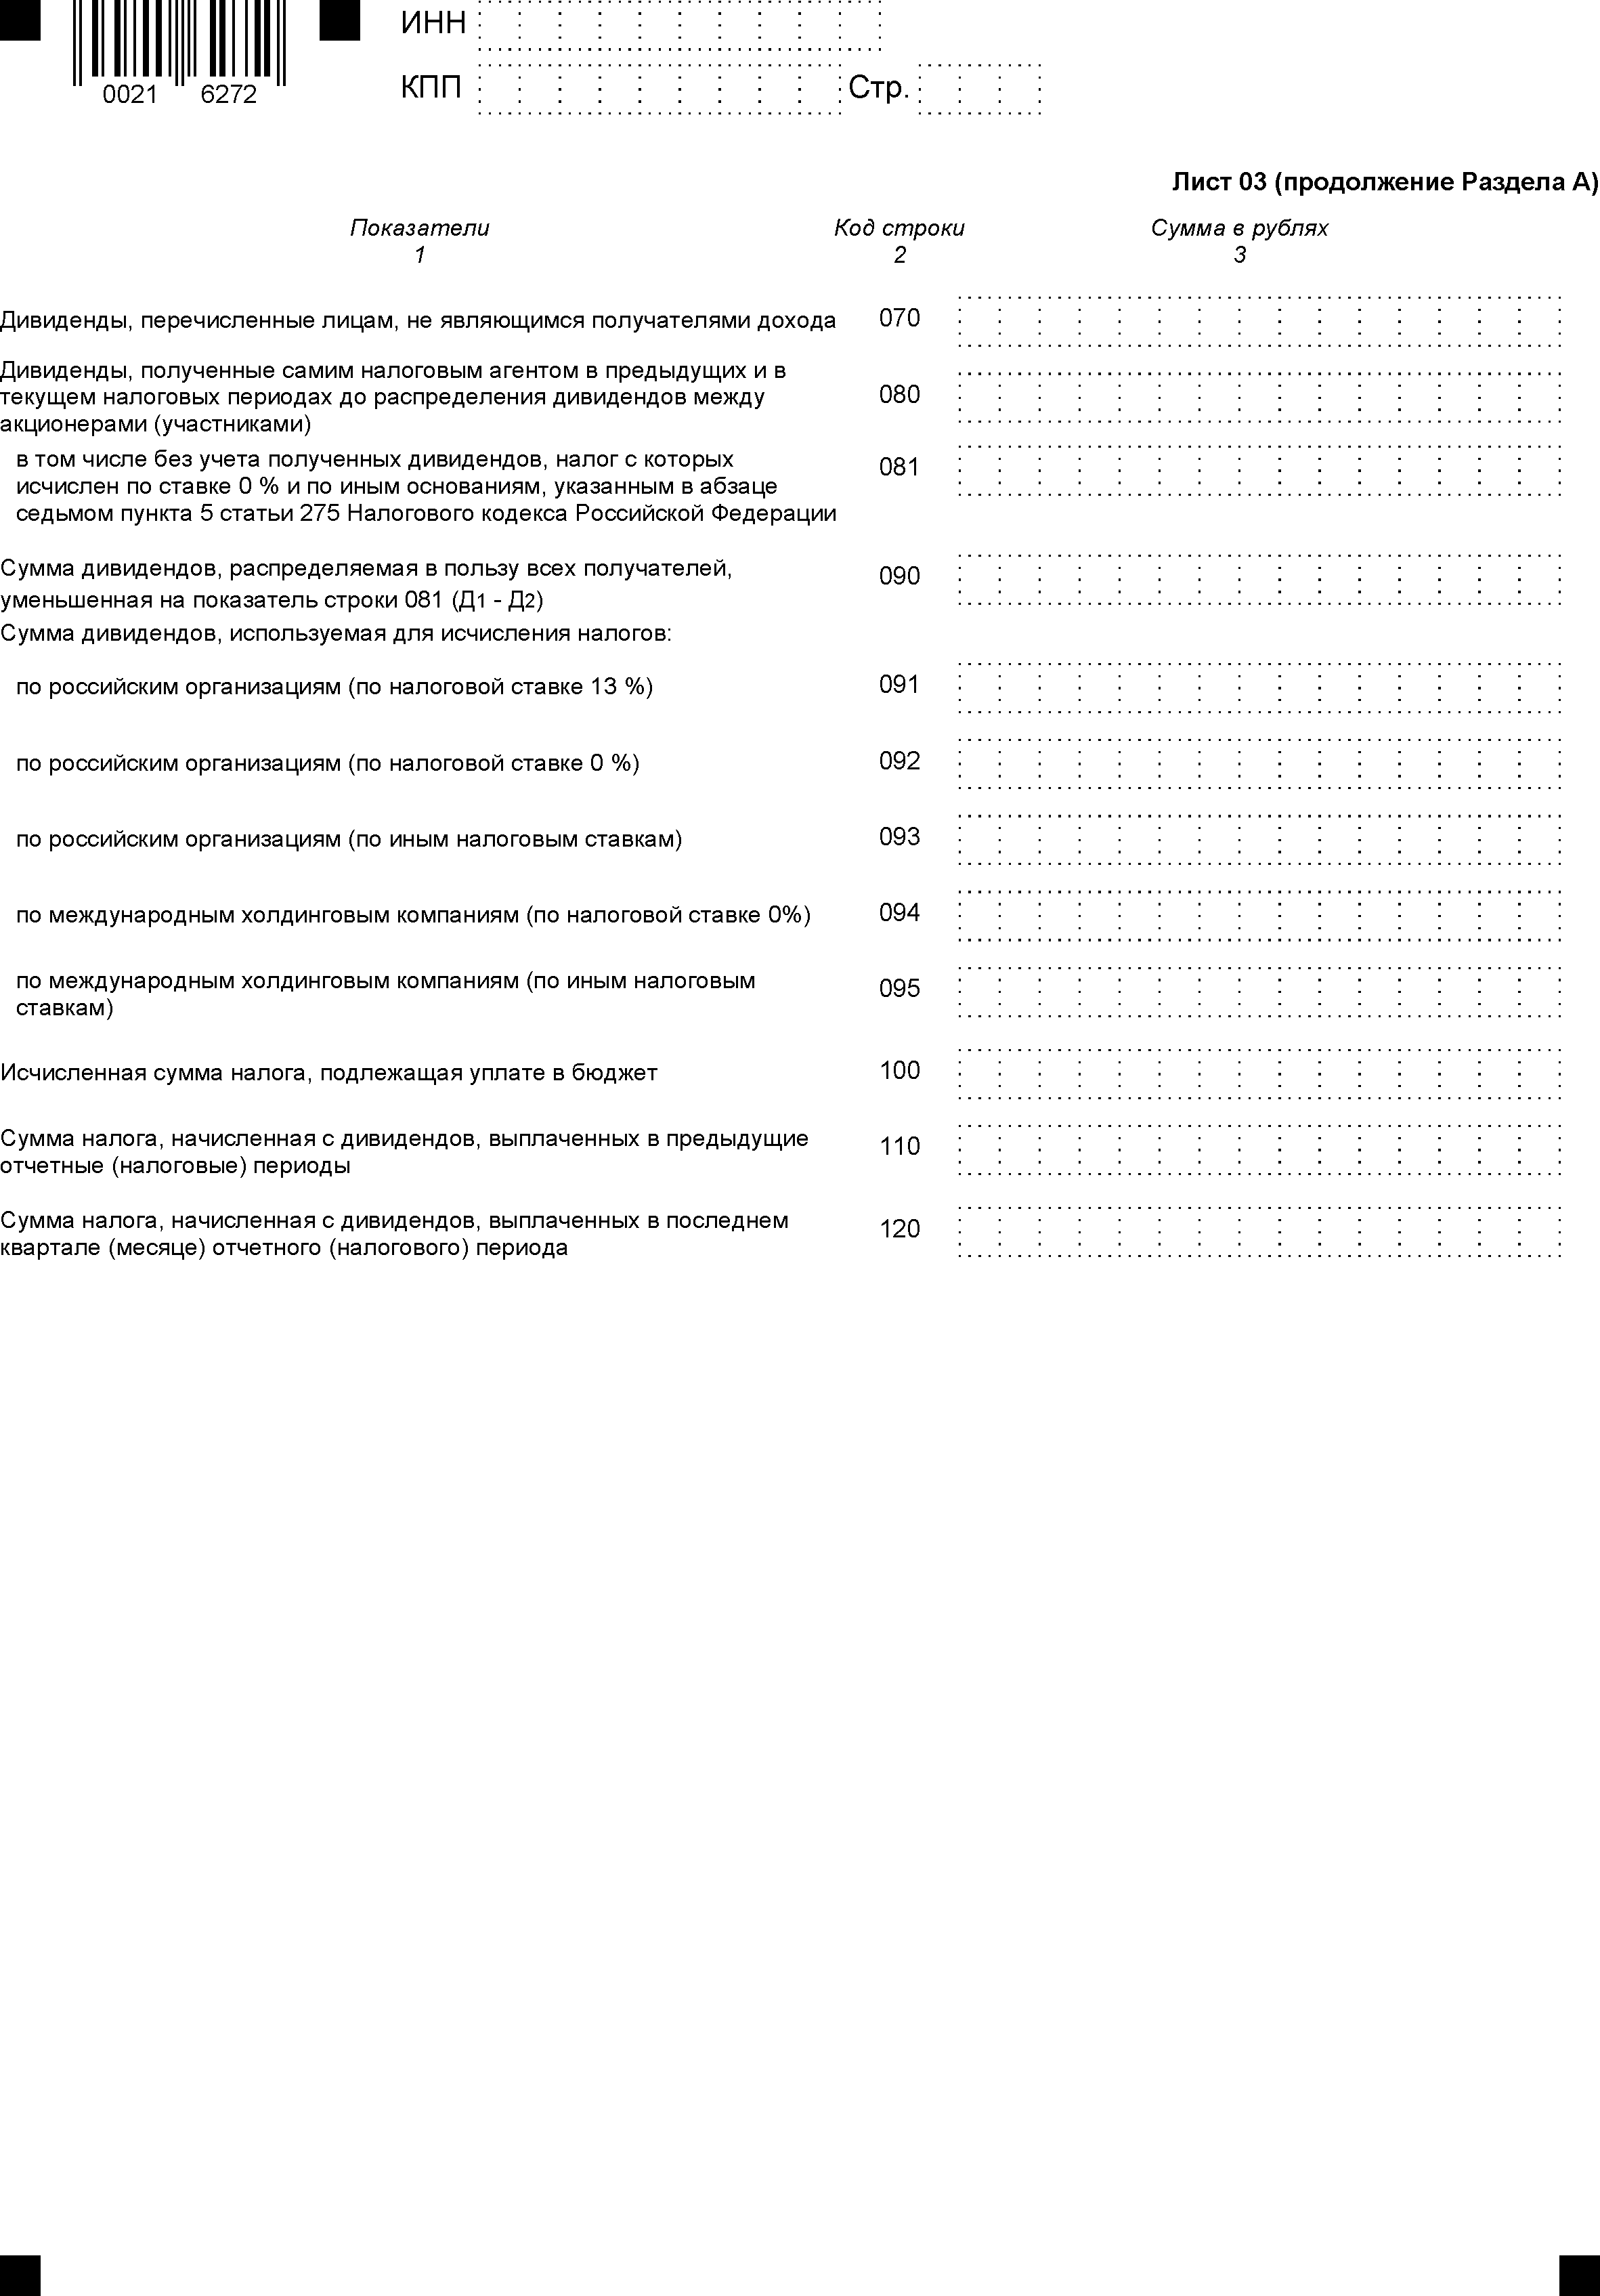 ИНН
0021 6272
КПП Стр.
Лист 03 (продолжение Раздела А)
Показатели Код строки Сумма в рублях
1 2 3
Дивиденды, перечисленные лицам, не являющимся получателями дохода 070
Дивиденды, полученные самим налоговым агентом в предыдущих и в
текущем налоговых периодах до распределения дивидендов между 080
акционерами (участниками)
в том числе без учета полученных дивидендов, налог с которых 081
исчислен по ставке 0 % и по иным основаниям, указанным в абзаце
седьмом пункта 5 статьи 275 Налогового кодекса Российской Федерации
Сумма дивидендов, распределяемая в пользу всех получателей, 090
уменьшенная на показатель строки 081 (Д1 - Д2)
Сумма дивидендов, используемая для исчисления налогов:
по российским организациям (по налоговой ставке 13 %) 091
по российским организациям (по налоговой ставке 0 %) 092
по российским организациям (по иным налоговым ставкам) 093
по международным холдинговым компаниям (по налоговой ставке 0%) 094
по международным холдинговым компаниям (по иным налоговым 095
ставкам)
Исчисленная сумма налога, подлежащая уплате в бюджет 100
Сумма налога, начисленная с дивидендов, выплаченных в предыдущие 110
отчетные (налоговые) периоды
Сумма налога, начисленная с дивидендов, выплаченных в последнем 120
квартале (месяце) отчетного (налогового) периода